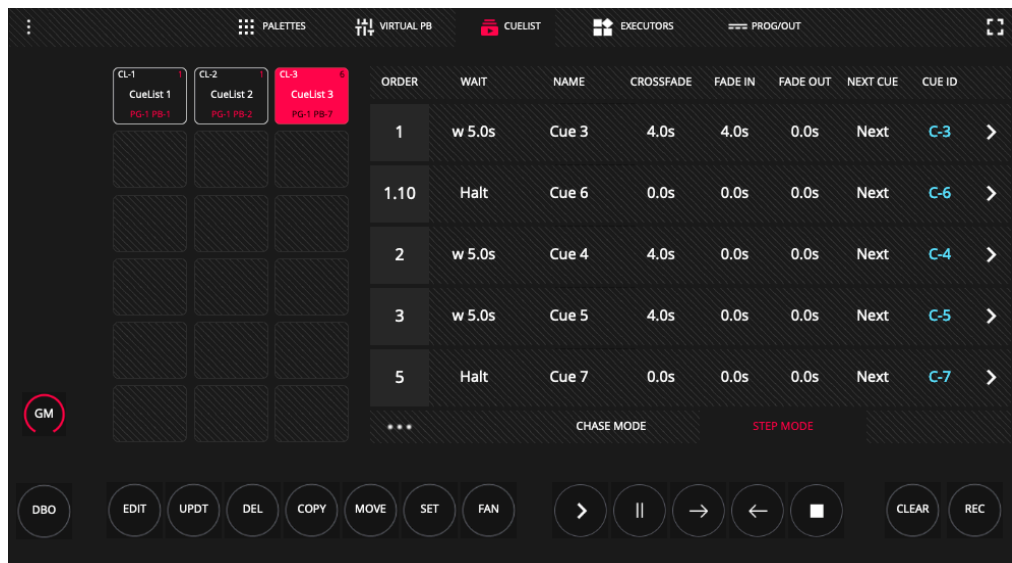 PALETTES VIRTUAL PB CUELIST EXECUTORS PROG/OUT
CL-1 1 CL-2 1 CL-3 6
CueList 1 CueList 2 CueList 3
PG-1 PB-1 PG-1 PB-2 PG-1 PB-7
ORDER WAIT NAME CROSSFADE FADE IN FADE OUT NEXT CUE CUE ID
1 w 5.0s Cue 3 4.0s 4.0s 0.0s Next C-3
1.10 Halt Cue 6 0.0s 0.0s 0.0s Next C-6
2 w 5.0s Cue 4 4.0s 0.0s 0.0s Next C-4
3 w 5.0s Cue 5 4.0s 0.0s 0.0s Next C-5
5 Halt Cue 7 0.0s 0.0s 0.0s Next C-7
GM
CHASE MODE STEP MODE
DBO EDIT UPDT DEL COPY MOVE SET FAN CLEAR REC